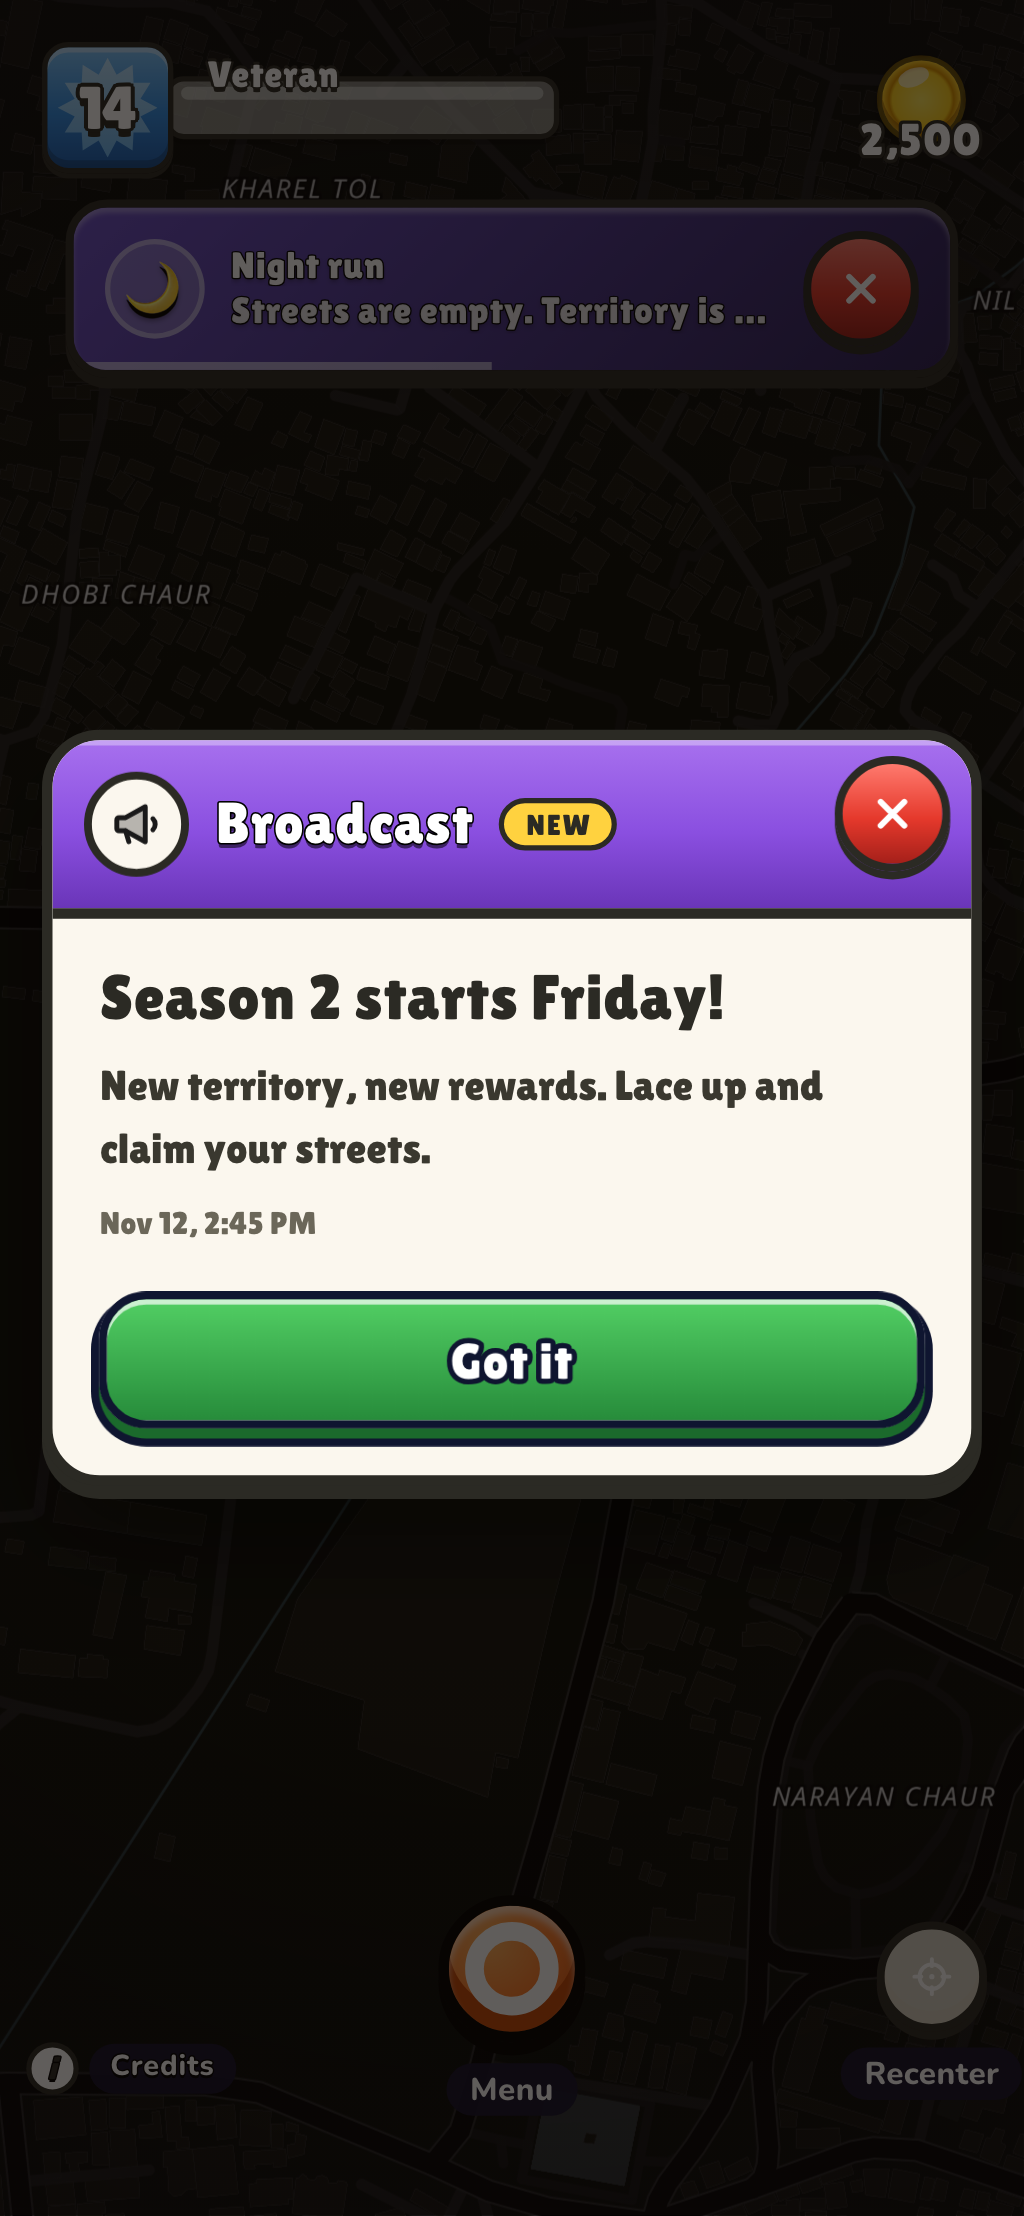 14
Veteran
2,500
KHAREL TOL
Night run
Streets are empty. Territory is ...
NIL
DHOBI CHAUR
Broadcast
NEW
Season 2 starts Friday!
New territory, new rewards. Lace up and
claim your streets.
Nov 12, 2:45 PM
Got it
NARAYAN CHAUR
Credits
Menu
Recenter